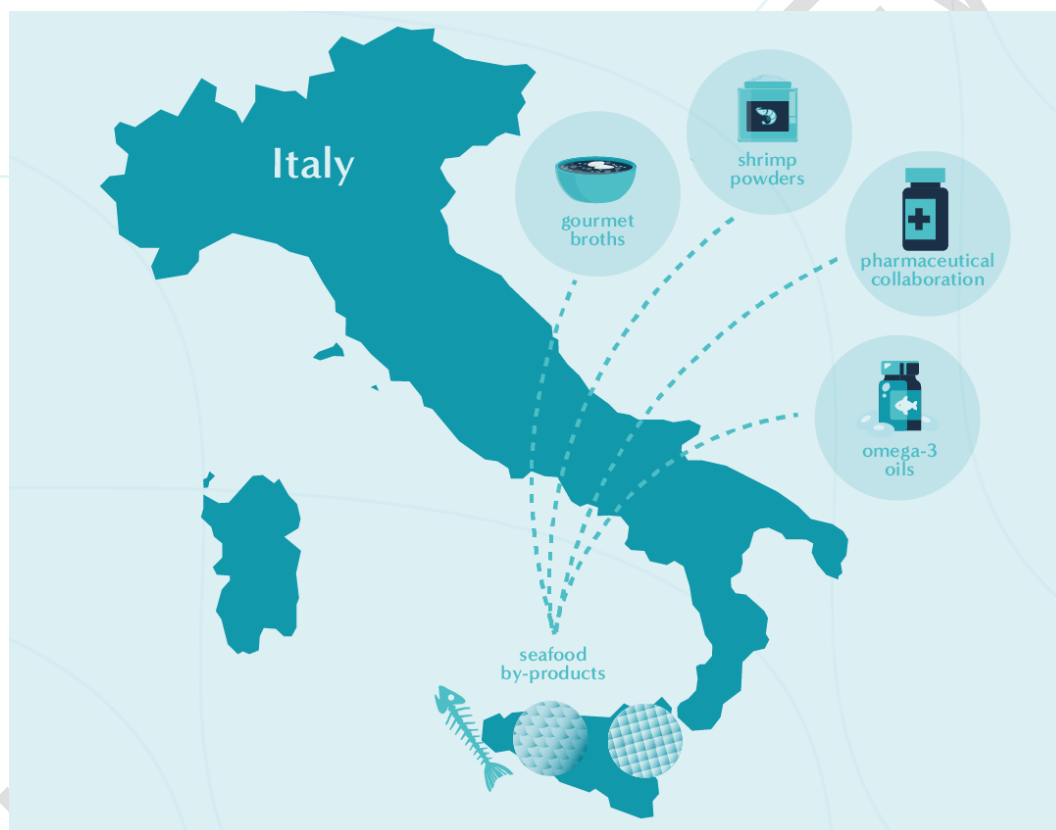 Italy
gourmet
broths
shrimp
powders
pharmaceutical
collaboration
omega-3
oils
seafood
by-products